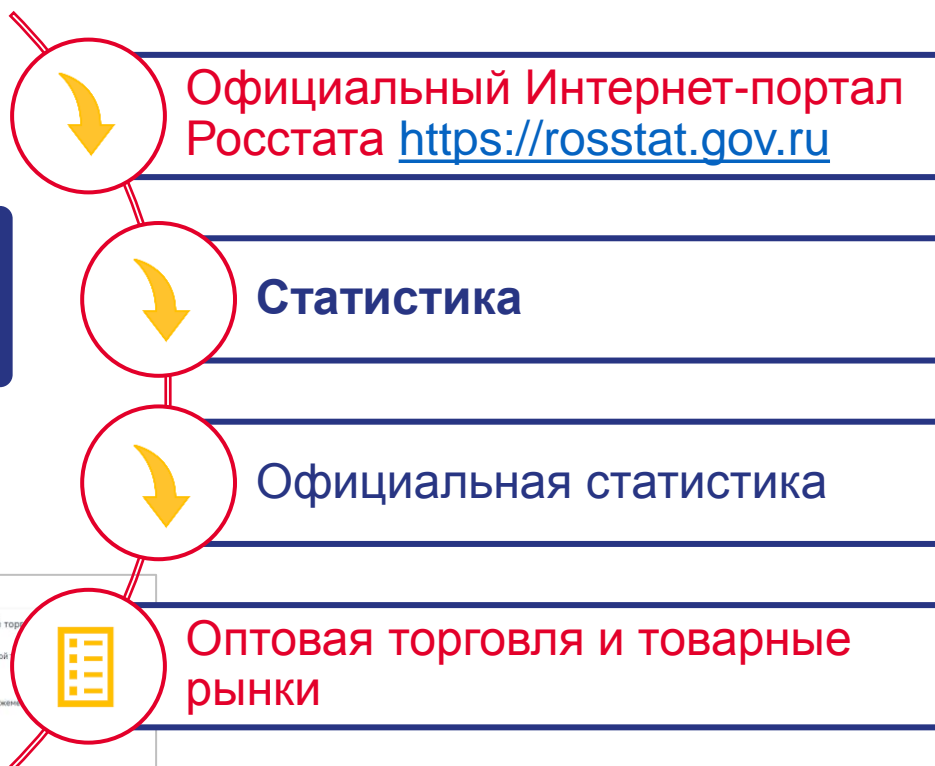 Официальный Интернет-портал
Росстата https://rosstat.gov.ru
Статистика
Официальная статистика
Оптовая торговля и товарные
рынки